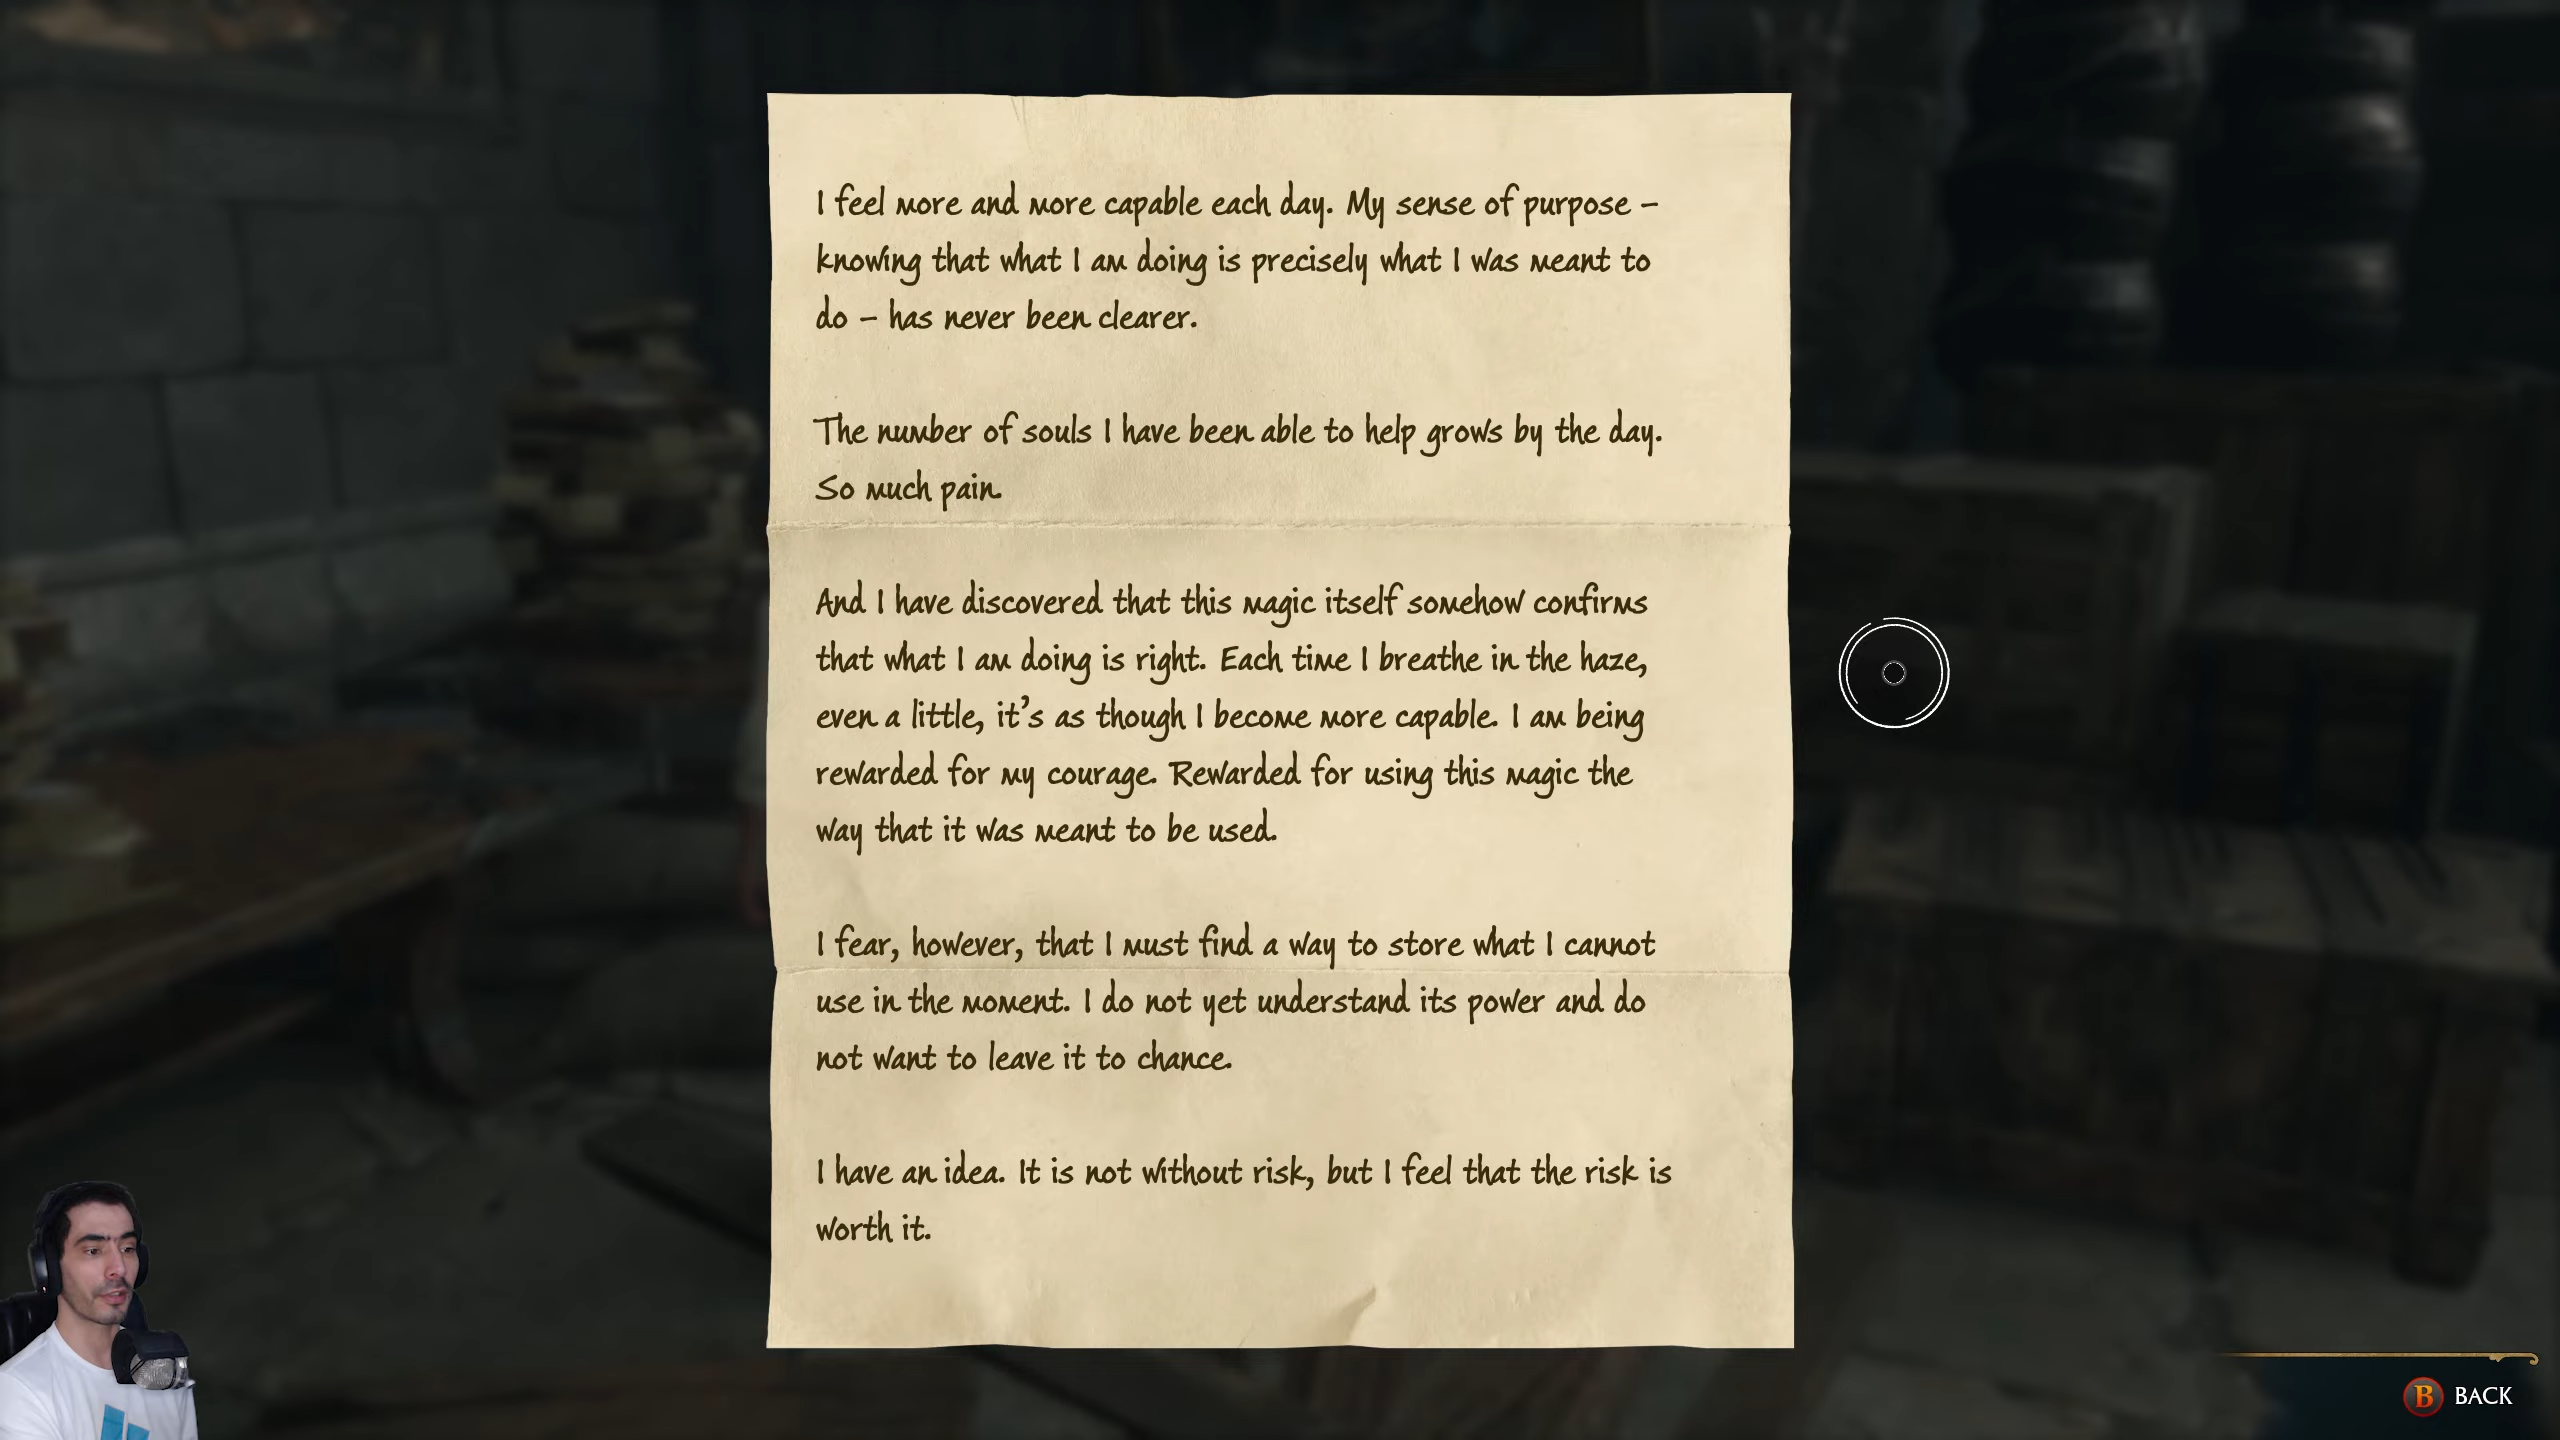 I feel more and more capable each day. My sense of purpose –
knowing that what I am doing is precisely what I was meant to
do – has never been clearer.
The number of souls I have been able to help grows by the day.
So much pain.
And I have discovered that this magic itself somehow confirms
that what I am doing is right. Each time I breathe in the haze,
even a little, it's as though I become more capable. I am being
rewarded for my courage. Rewarded for using this magic the
way that it was meant to be used.
I fear, however, that I must find a way to store what I cannot
use in the moment. I do not yet understand its power and do
not want to leave it to chance.
I have an idea. It is not without risk, but I feel that the risk is
worth it.
B BACK